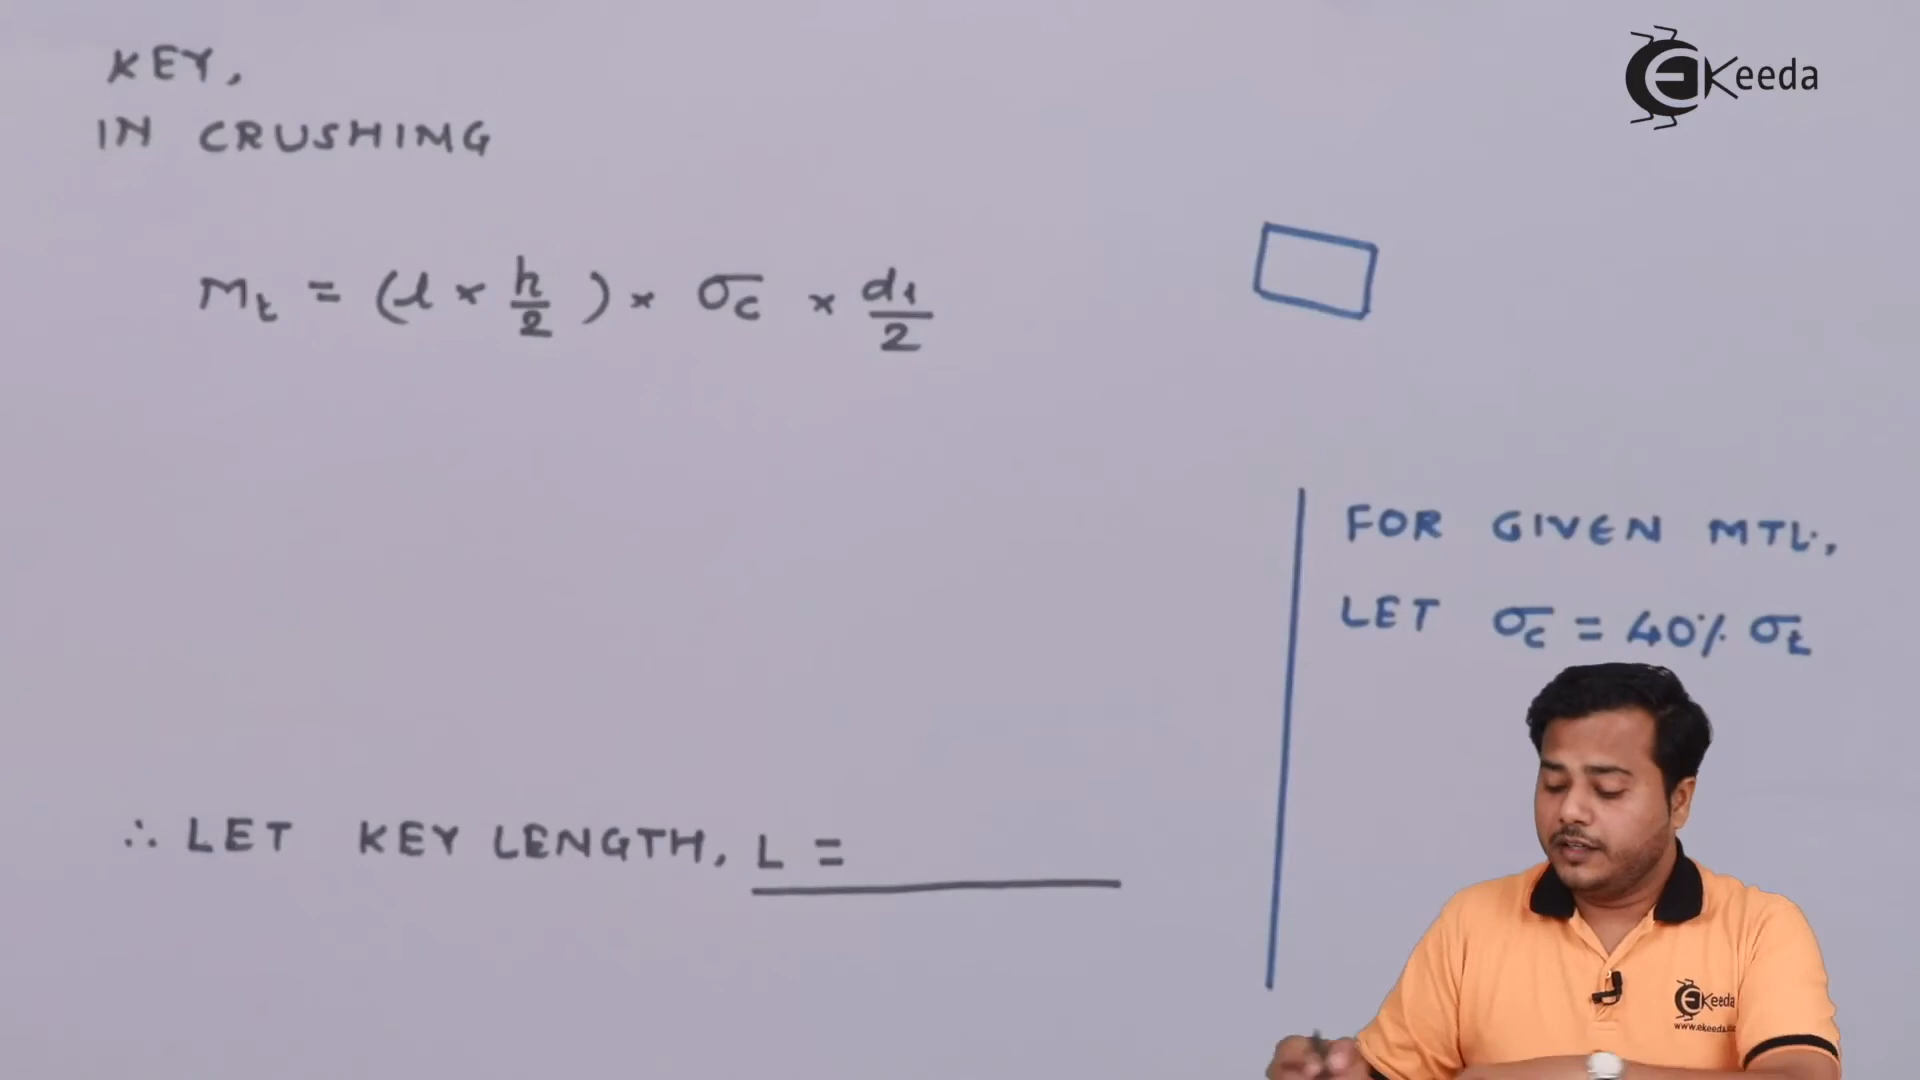 KEY,
IN CRUSHING
EKeeda
Mt = (l × h/2) × σc × d1/2
FOR GIVEN MTL.,
LET σc = 40% σt
∴ LET KEY LENGTH, L =
EKeeda